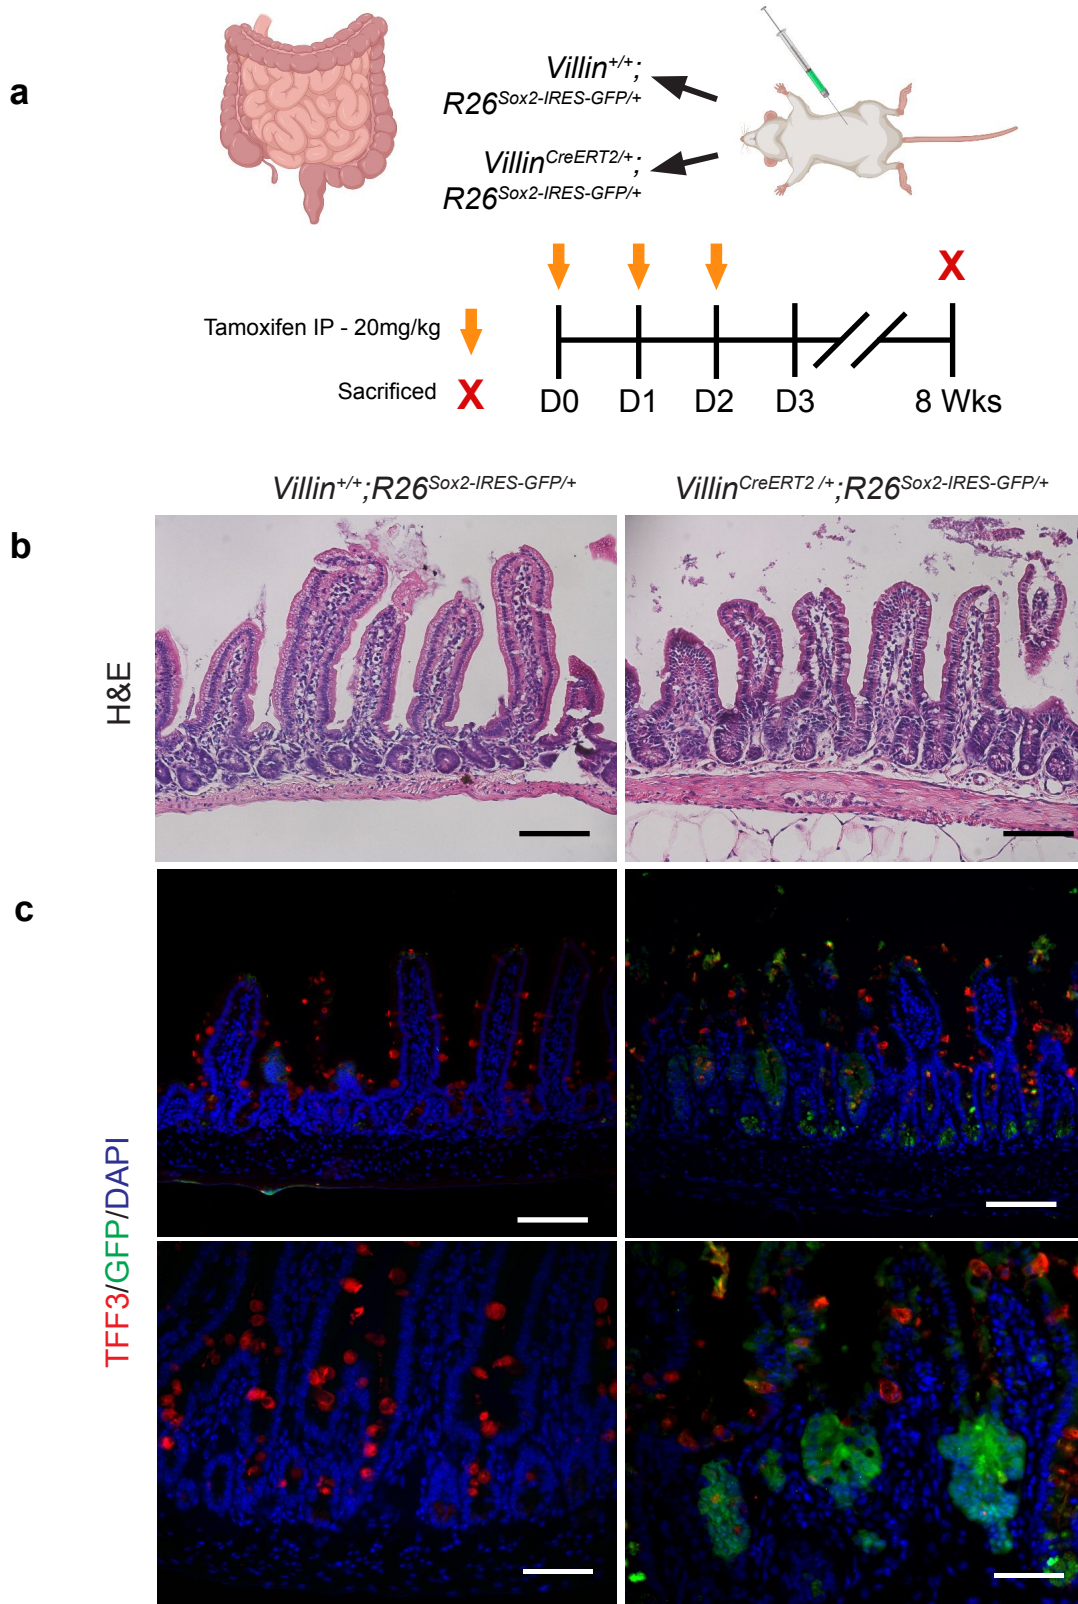 a
Villin+/+;
R26Sox2-IRES-GFP/+
VillinCreERT2/+;
R26Sox2-IRES-GFP/+
Tamoxifen IP - 20mg/kg
Sacrificed X
X
D0 D1 D2 D3 8 Wks
Villin+/+;R26Sox2-IRES-GFP/+ VillinCreERT2 /+;R26Sox2-IRES-GFP/+
b
H&E
c
TFF3/GFP/DAPI